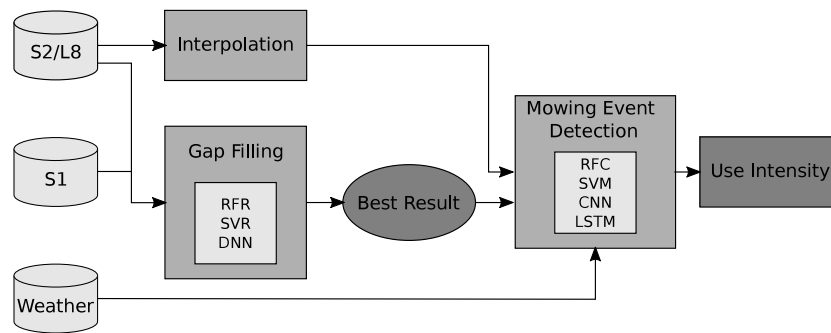 S2/L8
Interpolation
S1
Gap Filling
RFR
SVR
DNN
Best Result
Mowing Event
Detection
RFC
SVM
CNN
LSTM
Use Intensity
Weather